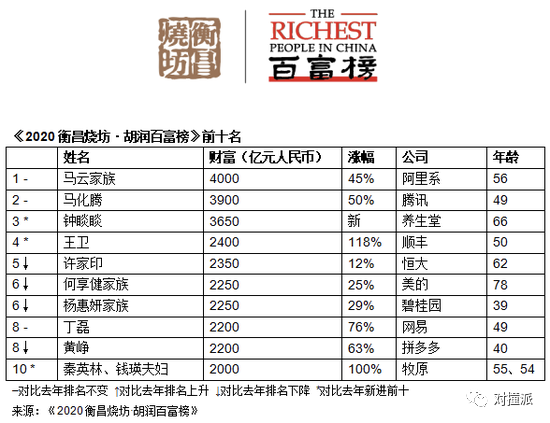 衡昌
燒坊
THE
RICHEST
PEOPLE IN CHINA
百富榜
《2020 衡昌烧坊·胡润百富榜》前十名
姓名 财富（亿元人民币） 涨幅 公司 年龄
1 - 马云家族 4000 45% 阿里系 56
2 - 马化腾 3900 50% 腾讯 49
3 * 钟睒睒 3650 新 养生堂 66
4 * 王卫 2400 118% 顺丰 50
5↓ 许家印 2350 12% 恒大 62
6↓ 何享健家族 2250 25% 美的 78
6↓ 杨惠妍家族 2250 29% 碧桂园 39
8 - 丁磊 2200 76% 网易 49
8↓ 黄峥 2200 63% 拼多多 40
10 * 秦英林、钱瑛夫妇 2000 100% 牧原 55、54
-对比去年排名不变 ↑对比去年排名上升 ↓对比去年排名下降 *对比去年新进前十
来源：《2020 衡昌烧坊·胡润百富榜》
对撞派